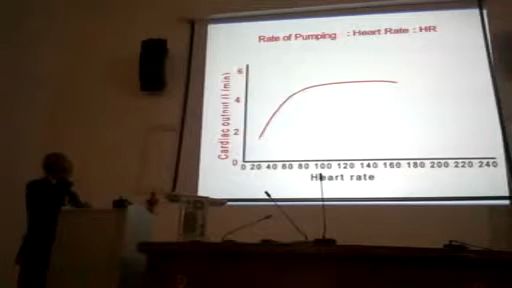 Rate of Pumping : Heart Rate : HR
Cardiac output (l/min)
6
4
2
0
0 20 40 60 80 100 120 140 160 180 200 220 240
Heart rate